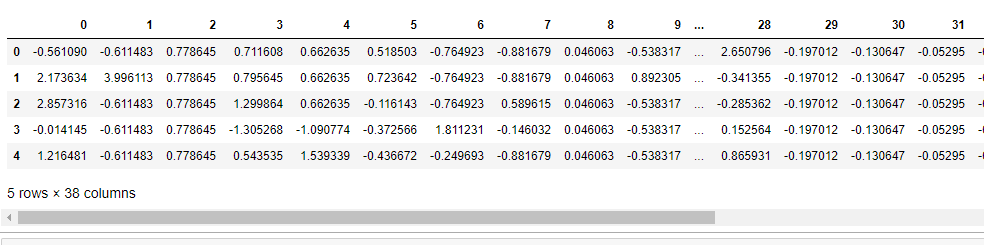 0 1 2 3 4 5 6 7 8 9 ... 28 29 30 31
0 -0.561090 -0.611483 0.778645 0.711608 0.662635 0.518503 -0.764923 -0.881679 0.046063 -0.538317 ... 2.650796 -0.197012 -0.130647 -0.05295 -
1 2.173634 3.996113 0.778645 0.795645 0.662635 0.723642 -0.764923 -0.881679 0.046063 0.892305 ... -0.341355 -0.197012 -0.130647 -0.05295 -
2 2.857316 -0.611483 0.778645 1.299864 0.662635 -0.116143 -0.764923 0.589615 0.046063 -0.538317 ... -0.285362 -0.197012 -0.130647 -0.05295 -
3 -0.014145 -0.611483 0.778645 -1.305268 -1.090774 -0.372566 1.811231 -0.146032 0.046063 -0.538317 ... 0.152564 -0.197012 -0.130647 -0.05295 -
4 1.216481 -0.611483 0.778645 0.543535 1.539339 -0.436672 -0.249693 -0.881679 0.046063 -0.538317 ... 0.865931 -0.197012 -0.130647 -0.05295 -
5 rows × 38 columns